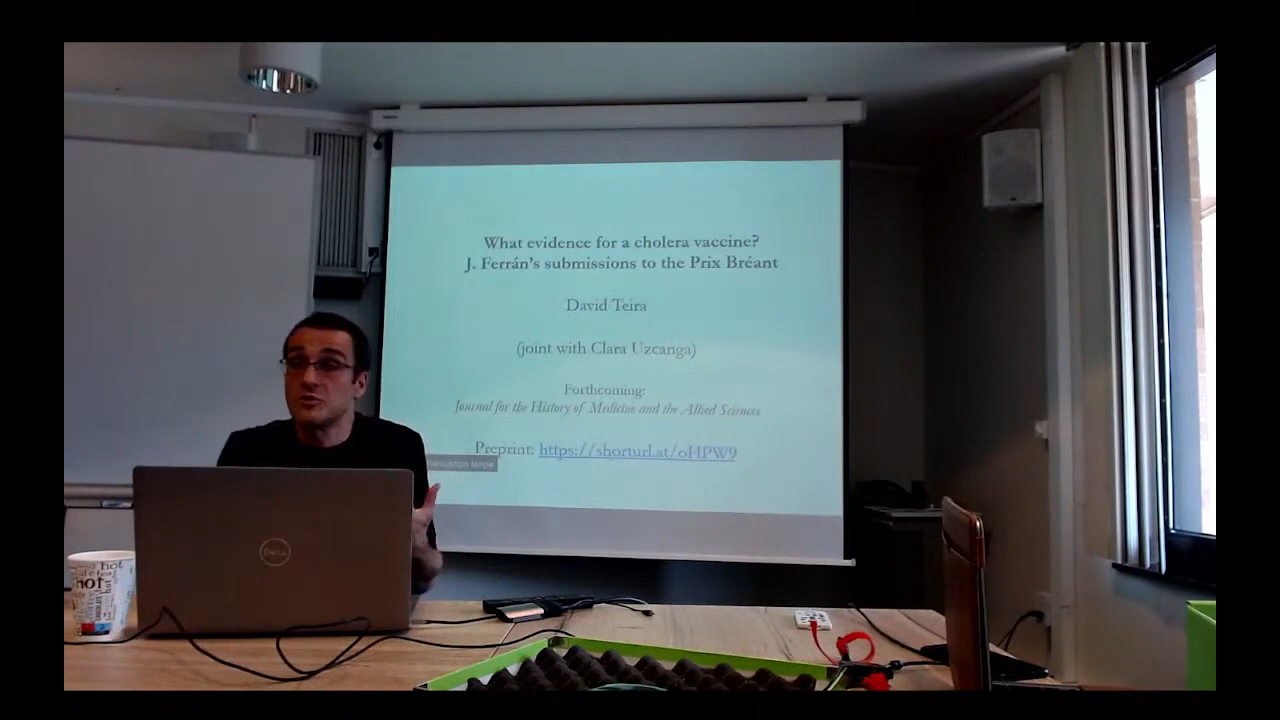 What evidence for a cholera vaccine?
J. Ferrán's submissions to the Prix Bréant
David Teira
(joint with Clara Uzcanga)
Forthcoming:
Journal for the History of Medicine and the Allied Sciences
Preprint: https://shorturl.at/oHPW9
DELL
hot
hot